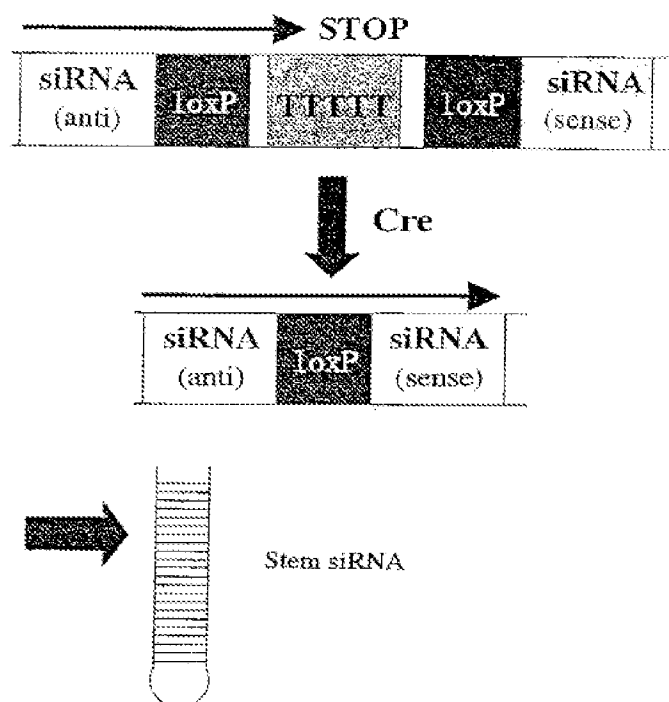 STOP
siRNA loxP TTTTT loxP siRNA
(anti) (sense)
Cre
siRNA loxP siRNA
(anti) (sense)
Stem siRNA